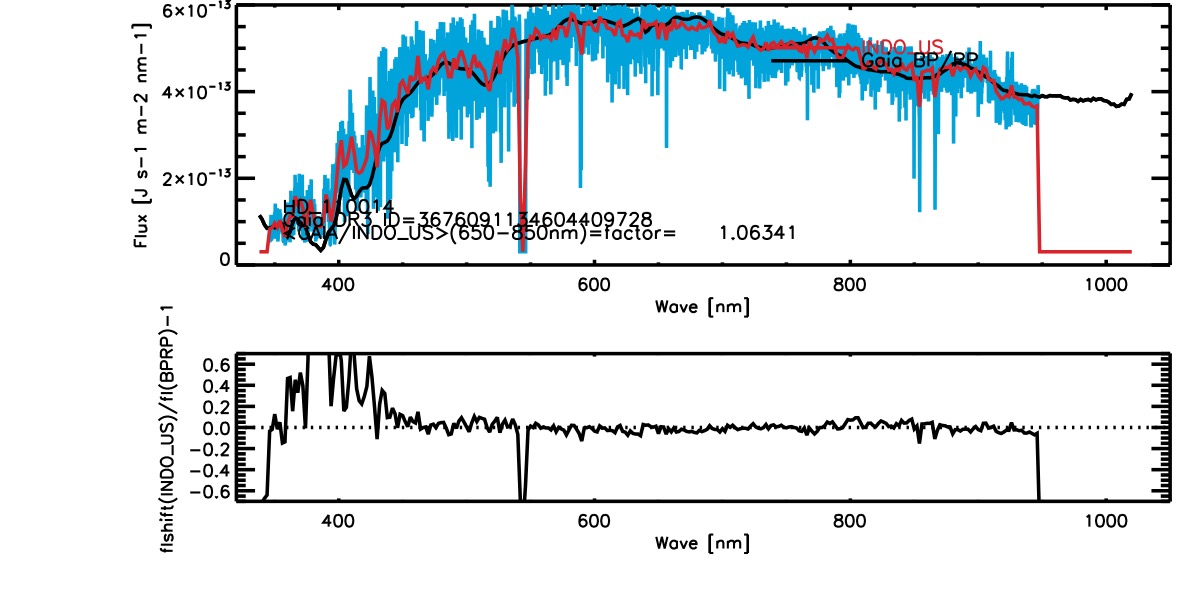 6×10−13
4×10−13
2×10−13
0
Flux [J s−1 m−2 nm−1]
INDO_US
Gaia BP/RP
HD_110014
Gaia DR3 ID=3676091134604409728
<GAIA/INDO_US>(650−850nm)=factor= 1.06341
400 600 800 1000
Wave [nm]
flshift(INDO_US)/fl(BPRP)−1
0.6
0.4
0.2
0.0
−0.2
−0.4
−0.6
400 600 800 1000
Wave [nm]